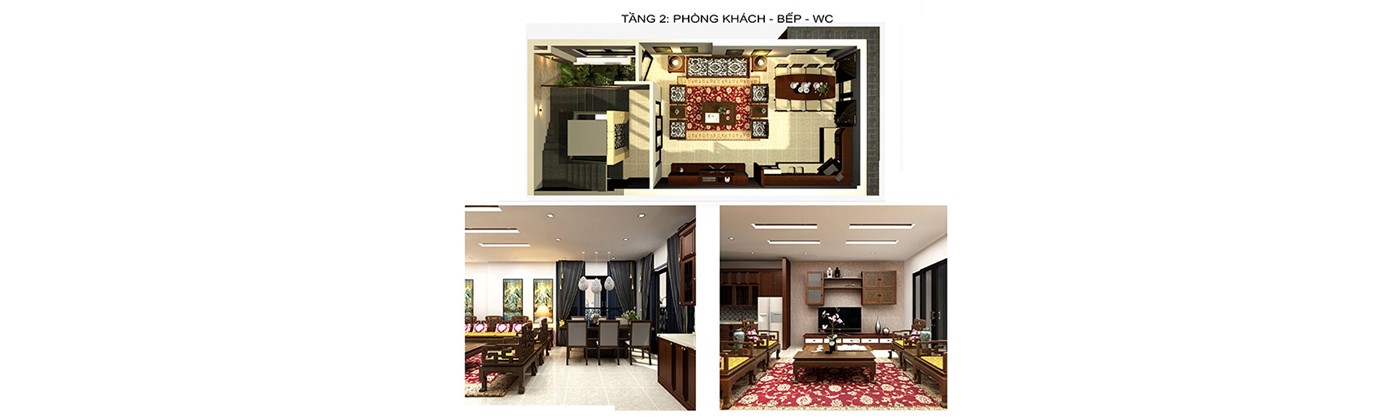 TẦNG 2: PHÒNG KHÁCH - BẾP - WC